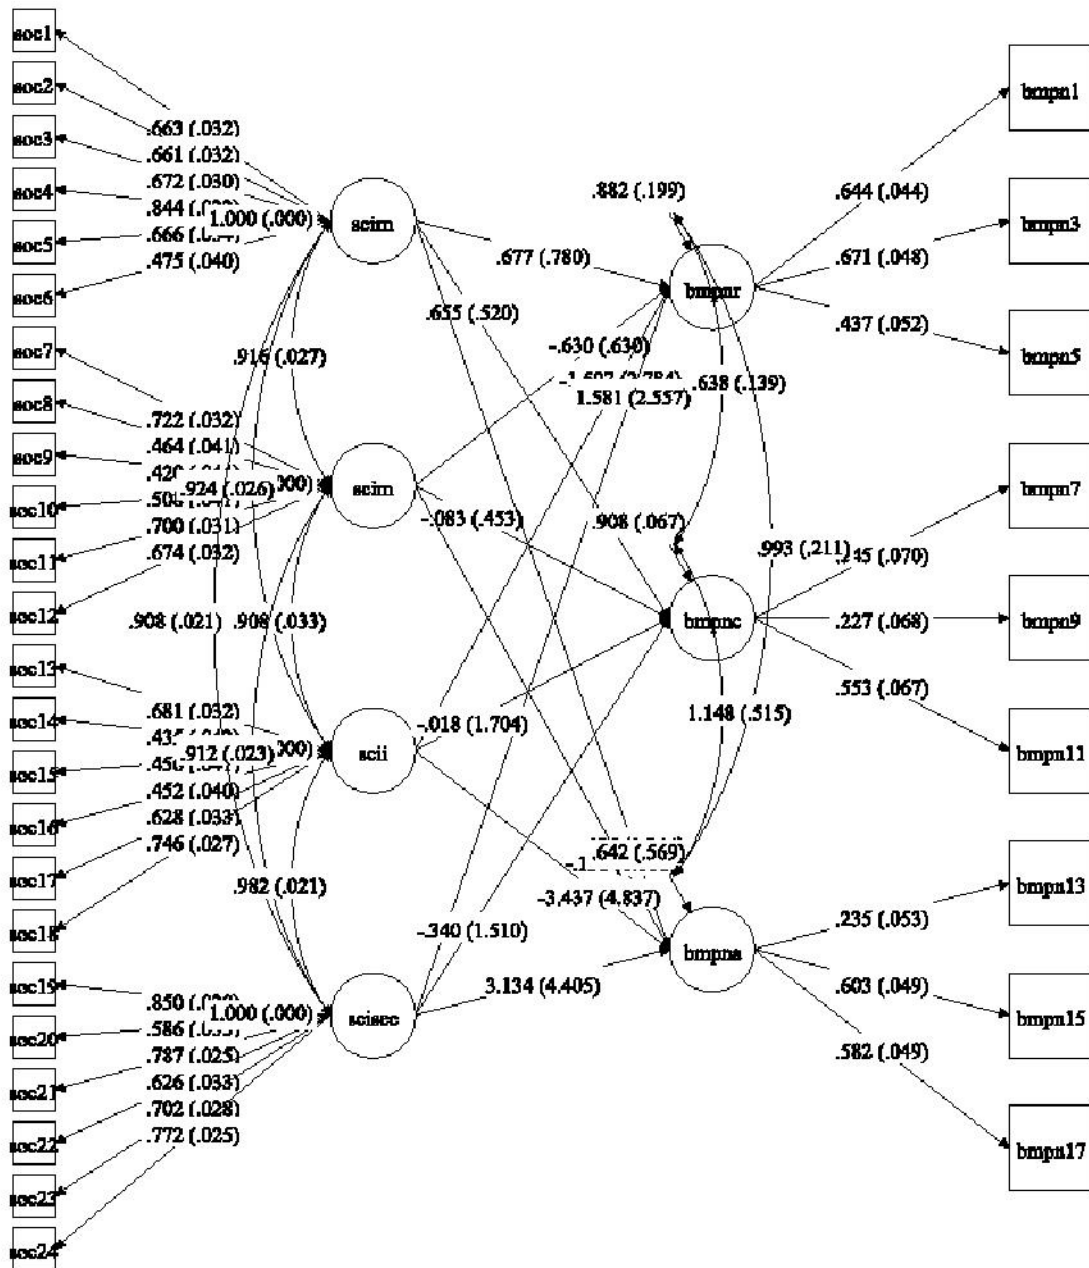 soc1
soc2
soc3
soc4
soc5
soc6
soc7
soc8
soc9
soc10
soc11
soc12
soc13
soc14
soc15
soc16
soc17
soc18
soc19
soc20
soc21
soc22
soc23
soc24
.663 (.032)
.661 (.032)
.672 (.030)
.844
1.000 (.000)
.666
.475 (.040)
.722 (.032)
.464 (.041)
.924 (.026)
.700 (.031)
.674 (.032)
.681 (.032)
.912 (.023)
.452 (.040)
.628 (.033)
.746 (.027)
.850
1.000 (.000)
.586
.787 (.025)
.626 (.033)
.702 (.028)
.772 (.025)
.916 (.027)
.908 (.021)
.908 (.033)
.982 (.021)
scim
scii
.677 (.780)
.655 (.520)
-.630 (.630)
1.581 (2.557)
-.083 (.453)
-.018 (1.704)
-.340 (1.510)
.642 (.569)
-3.437 (4.837)
3.134 (4.405)
.882 (.199)
.638 (.139)
.908 (.067)
.993 (.211)
1.148 (.515)
bmpnr
bmpnc
bmpna
.644 (.044)
.671 (.048)
.437 (.052)
(.070)
.227 (.068)
.553 (.067)
.235 (.053)
.603 (.049)
.582 (.049)
bmpn1
bmpn3
bmpn5
bmpn7
bmpn9
bmpn11
bmpn13
bmpn15
bmpn17